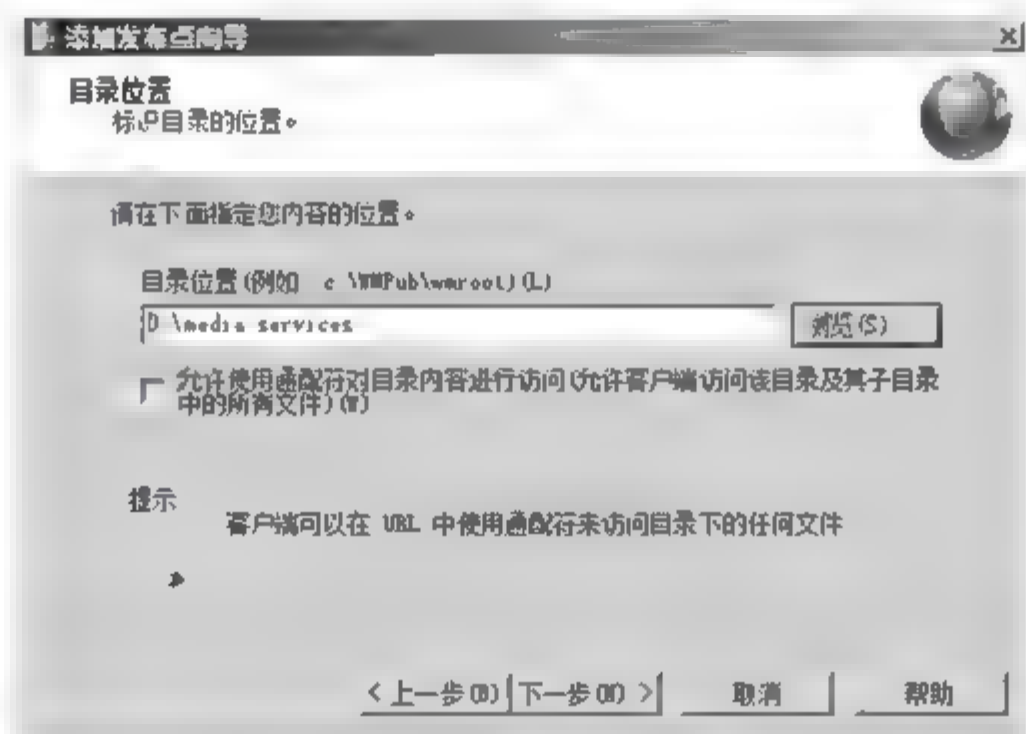 添加发布点向导
目录位置
标识目录的位置。
请在下面指定您内容的位置。
目录位置(例如 c \WMPub\wmroot)(L)
D \media services
浏览(S)
允许使用通配符对目录内容进行访问(允许客户端访问该目录及其子目录
中的所有文件)(W)
提示
客户端可以在 URL 中使用通配符来访问目录下的任何文件
< 上一步(B) 下一步(N) > 取消 帮助